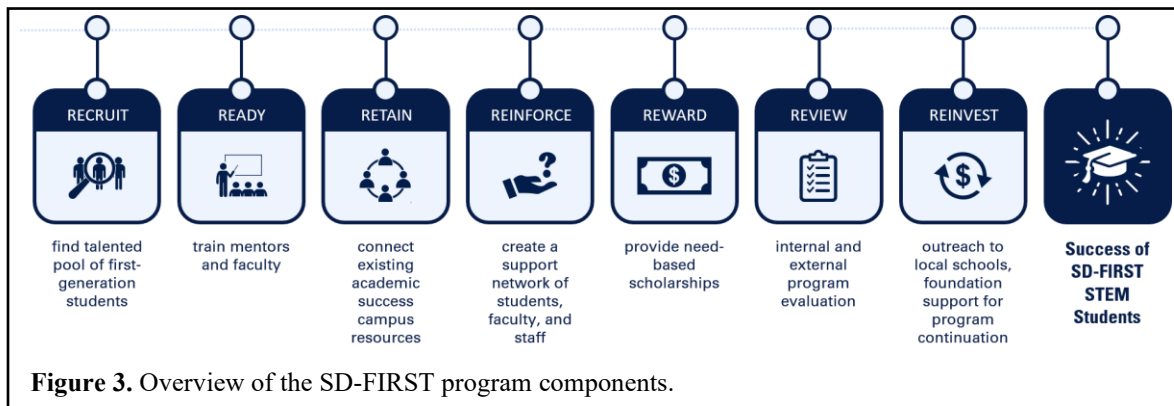 RECRUIT
find talented
pool of first-
generation
students
READY
train mentors
and faculty
RETAIN
connect
existing
academic
success
campus
resources
REINFORCE
?
create a
support
network of
students,
faculty, and
staff
REWARD
$
provide need-
based
scholarships
REVIEW
internal and
external
program
evaluation
REINVEST
$
outreach to
local schools,
foundation
support for
program
continuation
Success of
SD-FIRST
STEM
Students
Figure 3. Overview of the SD-FIRST program components.